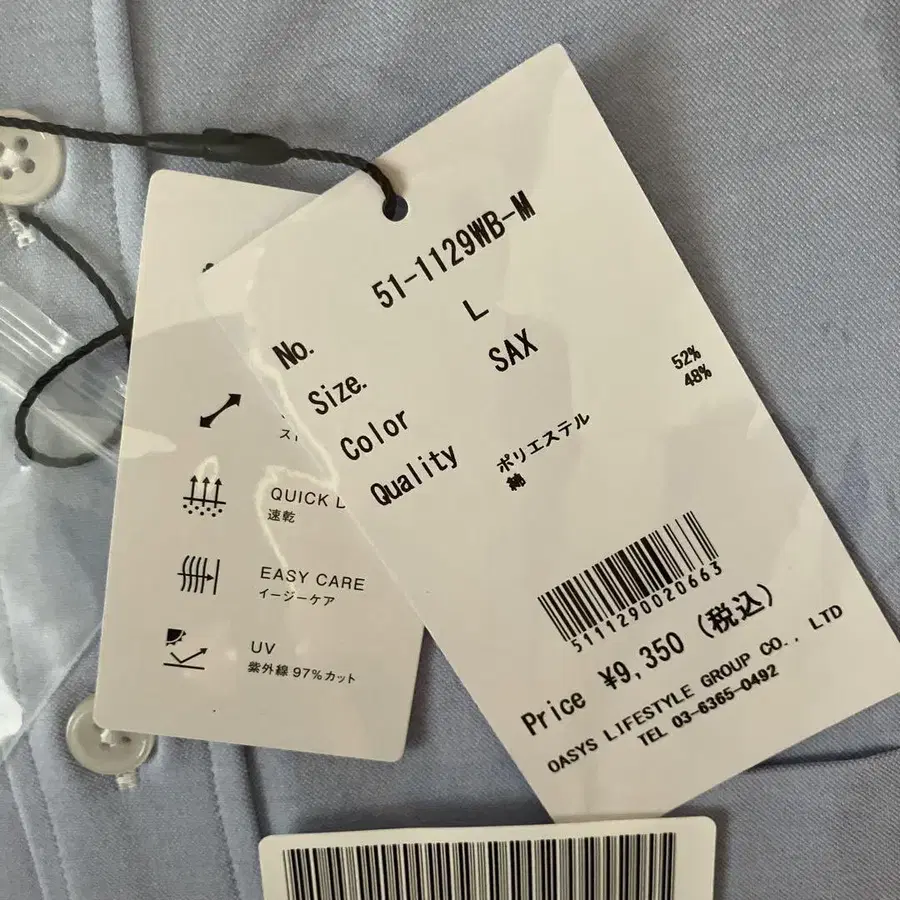 No. 51-1129WB-M
Size. L
Color SAX
Quality ポリエステル 52%
綿 48%
5111290020663
Price ¥9,350 (税込)
OASYS LIFESTYLE GROUP CO., LTD
TEL 03-6365-0492
QUICK
速乾
EASY CARE
イージーケア
UV
紫外線 97%カット